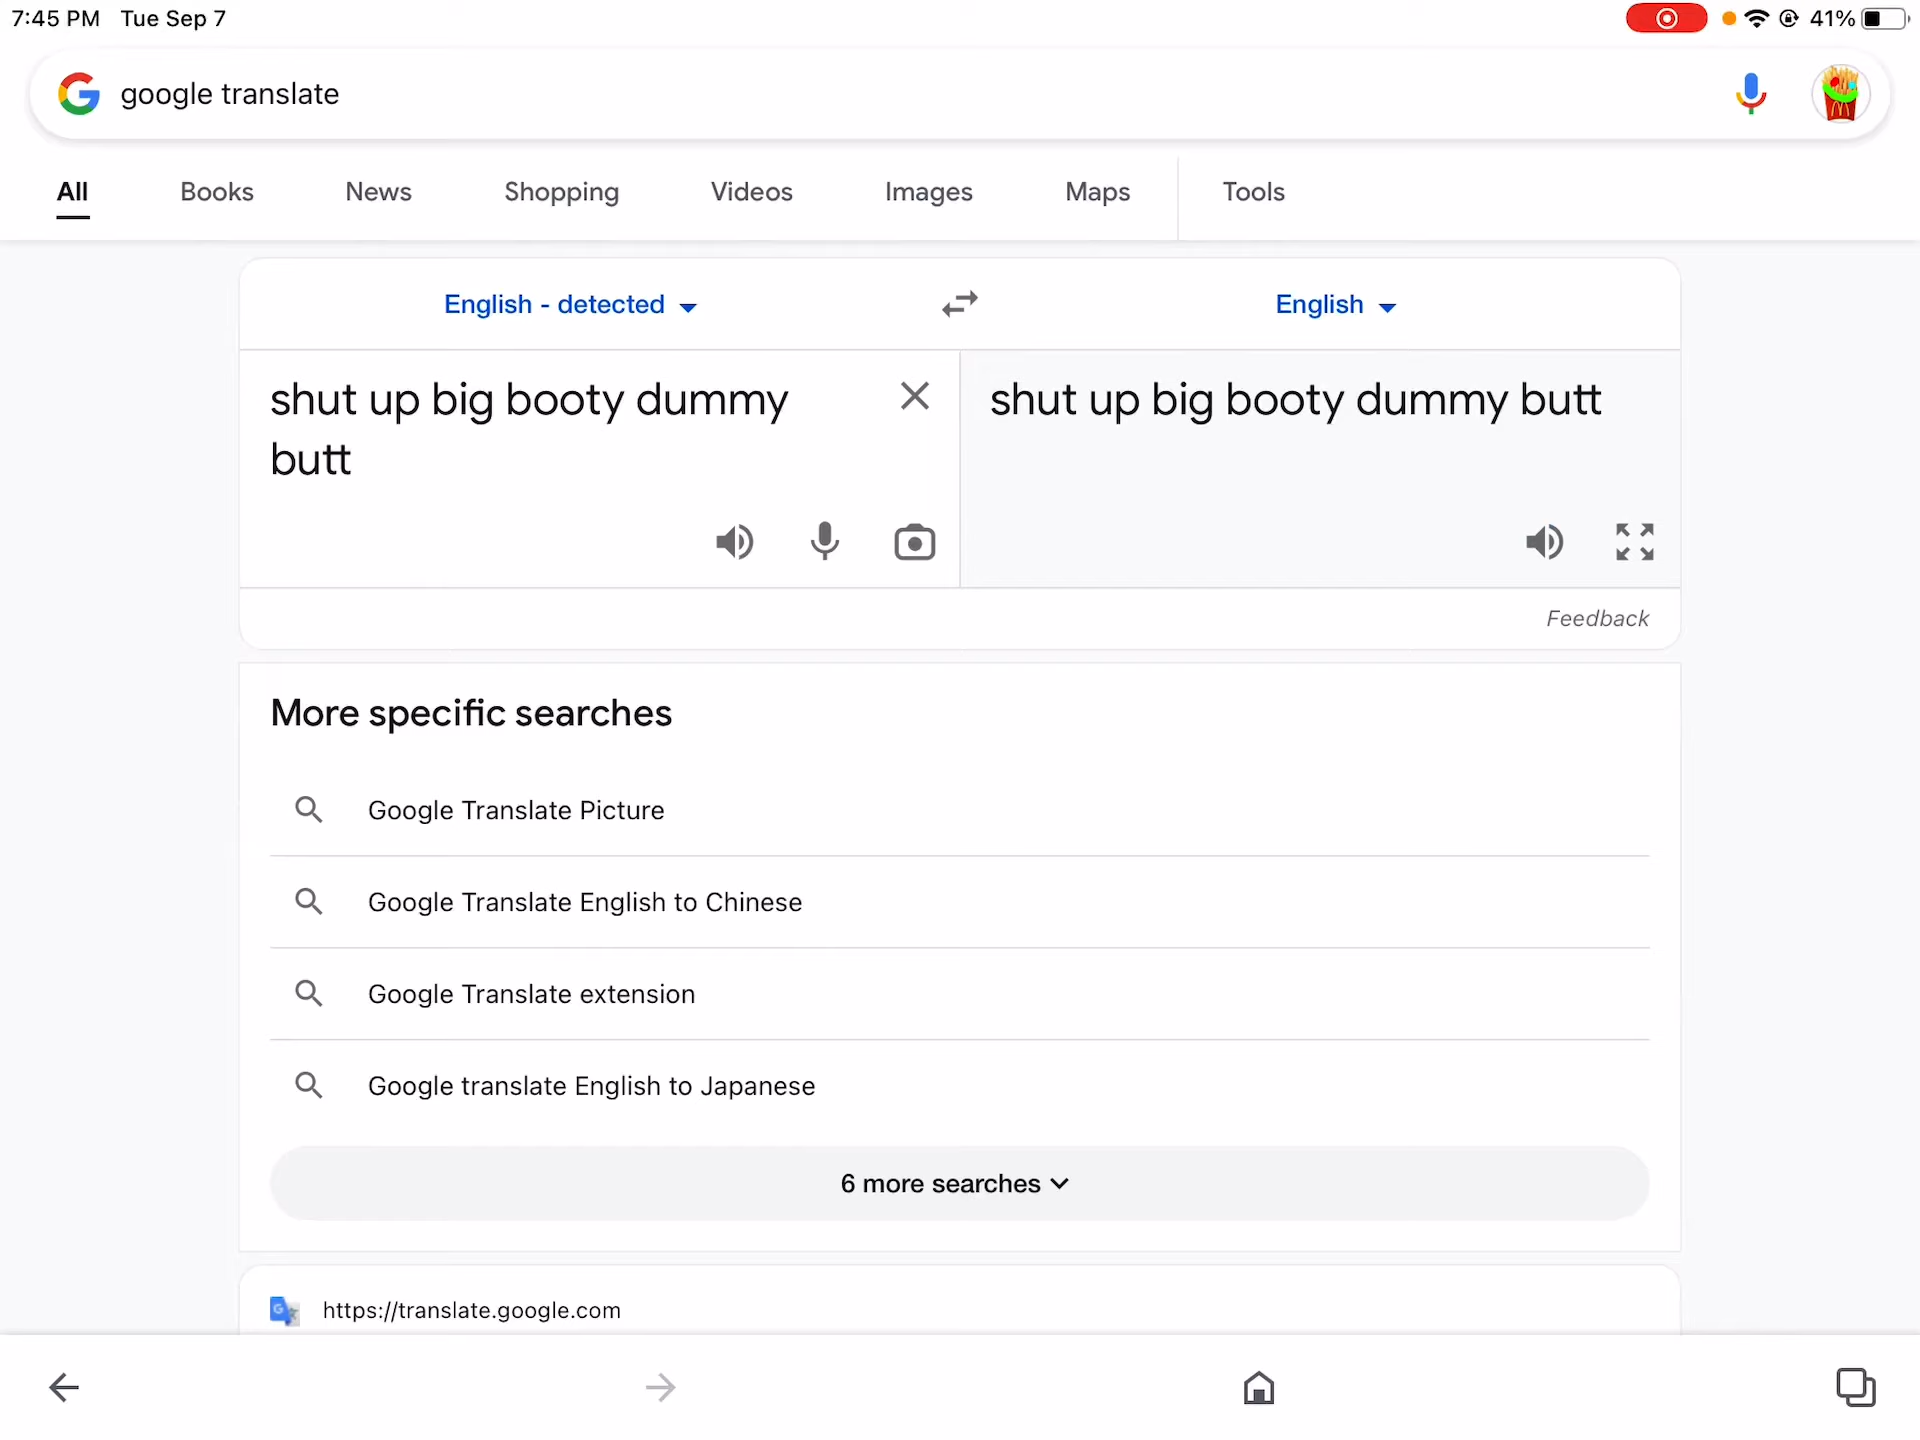 7:45 PM Tue Sep 7
41%
google translate
All Books News Shopping Videos Images Maps Tools
English - detected
English
shut up big booty dummy
butt
shut up big booty dummy butt
Feedback
More specific searches
Google Translate Picture
Google Translate English to Chinese
Google Translate extension
Google translate English to Japanese
6 more searches
https://translate.google.com